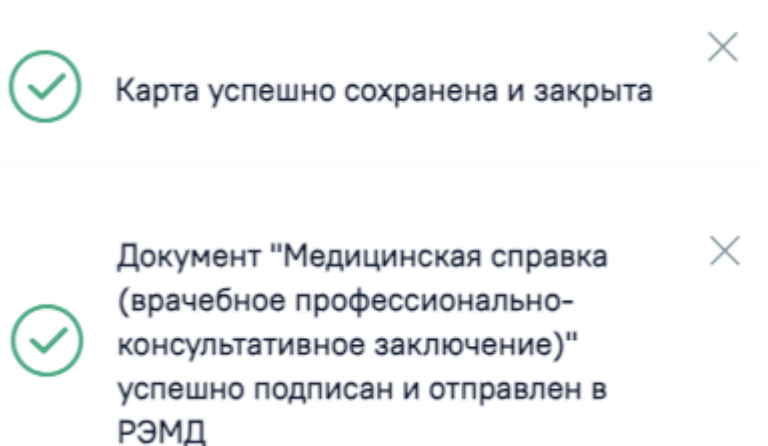 Карта успешно сохранена и закрыта
Документ "Медицинская справка
(врачебное профессионально-
консультативное заключение)"
успешно подписан и отправлен в
РЭМД